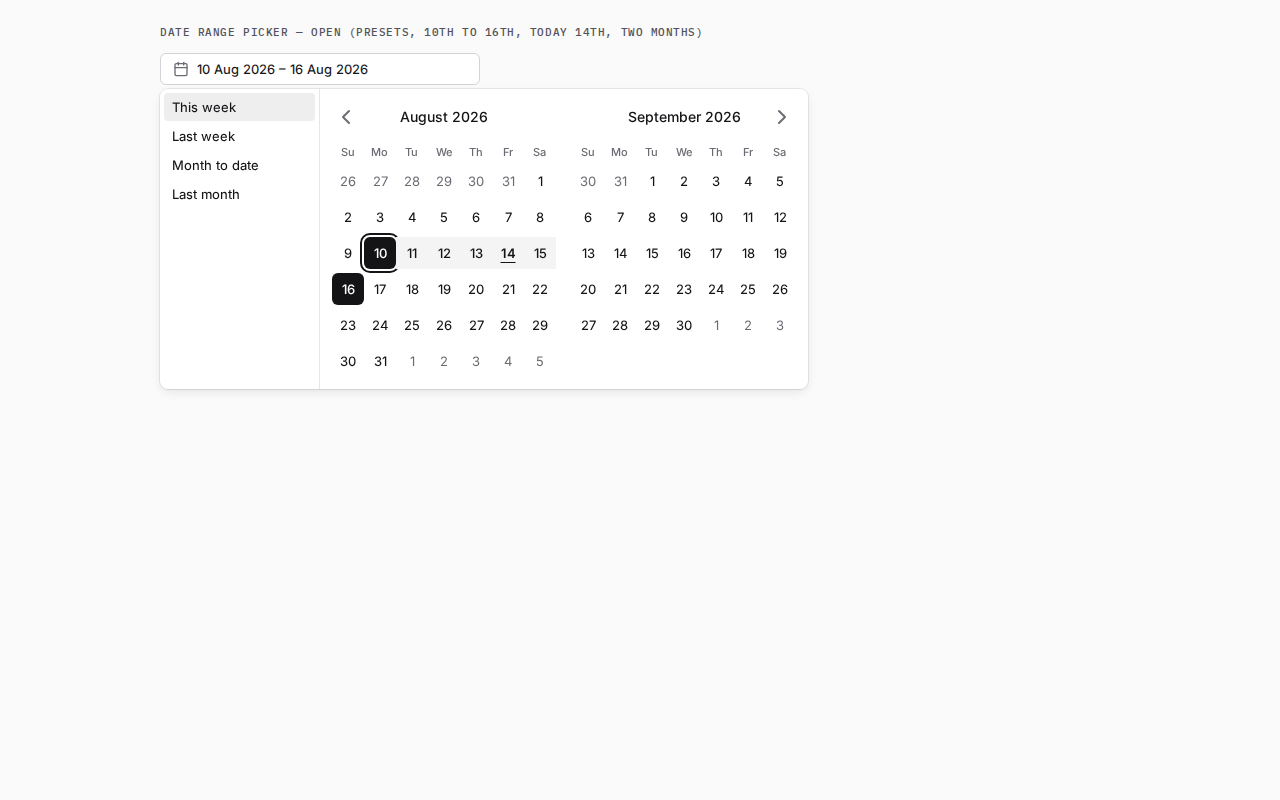 DATE RANGE PICKER — OPEN (PRESETS, 10TH TO 16TH, TODAY 14TH, TWO MONTHS)
10 Aug 2026 – 16 Aug 2026
This week
Last week
Month to date
Last month
August 2026
Su Mo Tu We Th Fr Sa
26 27 28 29 30 31 1
2 3 4 5 6 7 8
9 10 11 12 13 14 15
16 17 18 19 20 21 22
23 24 25 26 27 28 29
30 31 1 2 3 4 5
September 2026
Su Mo Tu We Th Fr Sa
30 31 1 2 3 4 5
6 7 8 9 10 11 12
13 14 15 16 17 18 19
20 21 22 23 24 25 26
27 28 29 30 1 2 3